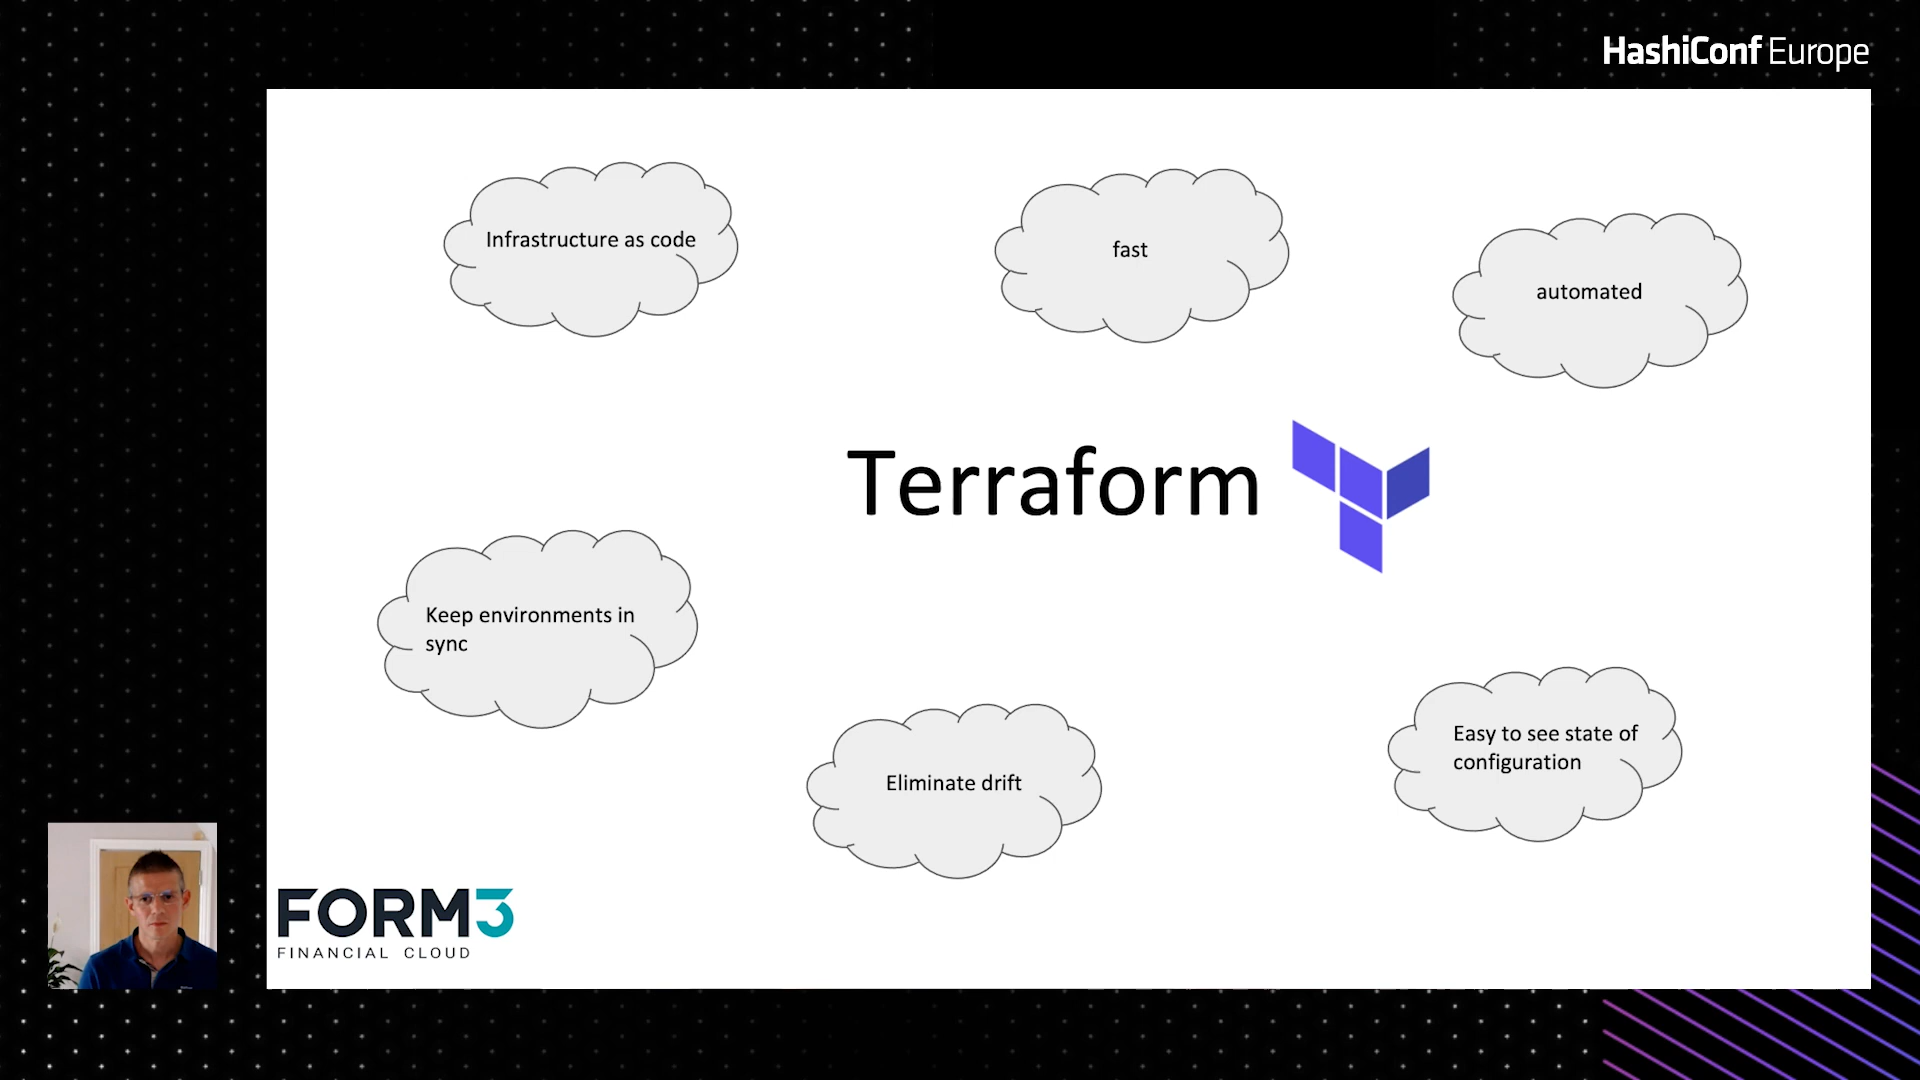 HashiConf Europe
Infrastructure as code
fast
automated
Terraform
Keep environments in
sync
Eliminate drift
Easy to see state of
configuration
FORM3
FINANCIAL CLOUD